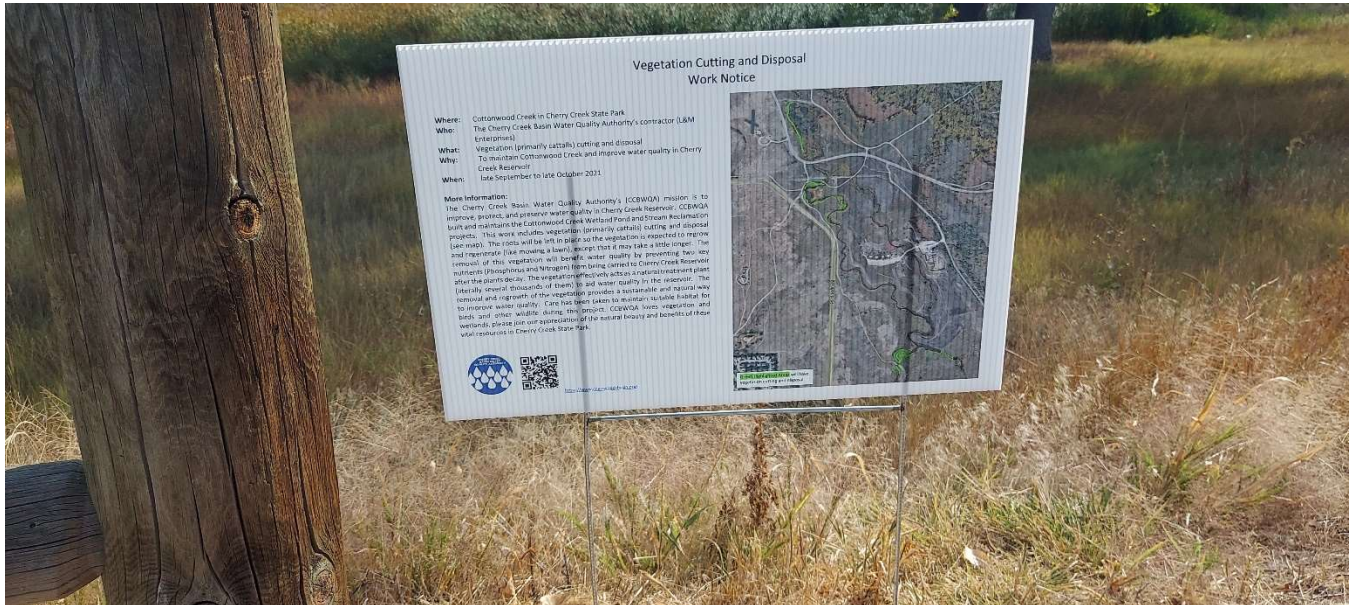 Vegetation Cutting and Disposal
Work Notice
Where: Cottonwood Creek in Cherry Creek State Park
Who: The Cherry Creek Basin Water Quality Authority's contractor (L&M
Enterprises)
What: Vegetation (primarily cattails) cutting and disposal
Why: To maintain Cottonwood Creek and improve water quality in Cherry
Creek Reservoir
When: late September to late October 2021
More Information:
The Cherry Creek Basin Water Quality Authority's (CCBWQA) mission is to
improve, protect, and preserve water quality in Cherry Creek Reservoir. CCBWQA
built and maintains the Cottonwood Creek Wetland Pond and Stream Reclamation
projects. This work includes vegetation (primarily cattails) cutting and disposal
(see map). The roots will be left in place so the vegetation is expected to regrow
and regenerate (like mowing a lawn), except that it may take a little longer. The
removal of this vegetation will benefit water quality by preventing two key
nutrients (Phosphorus and Nitrogen) from being carried to Cherry Creek Reservoir
after the plants decay. The vegetation effectively acts as a natural treatment plant
(literally several thousands of them) to aid water quality in the reservoir. The
removal and regrowth of the vegetation provides a sustainable and natural way
to improve water quality. Care has been taken to maintain suitable habitat for
birds and other wildlife during this project. CCBWQA loves vegetation and
wetlands, please join our appreciation of the natural beauty and benefits of these
vital resources in Cherry Creek State Park.
vegetation cutting and disposal